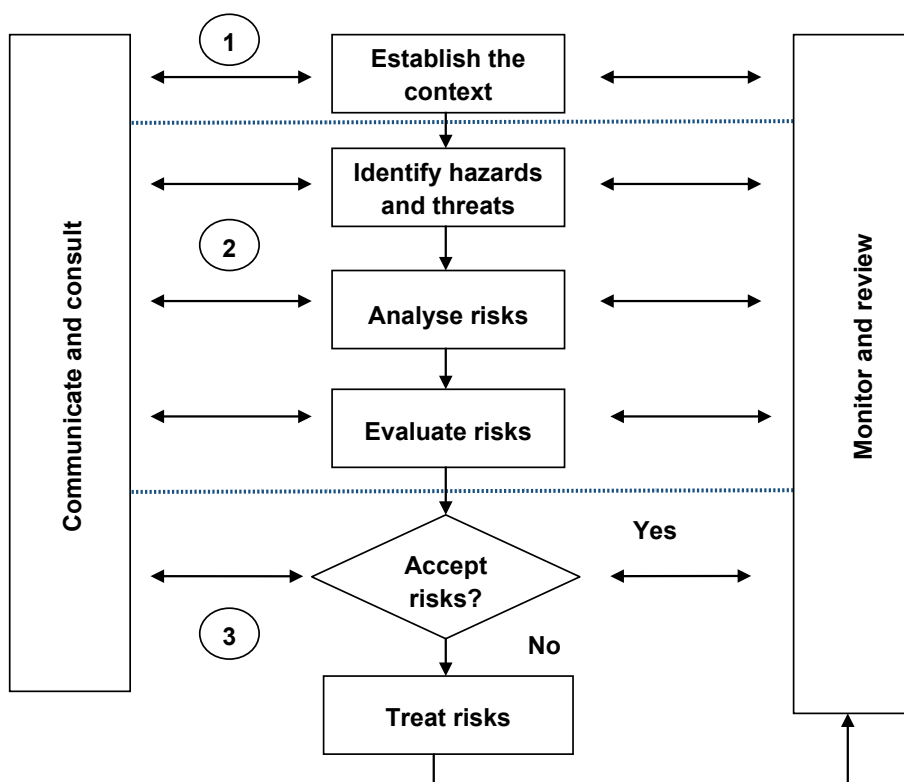 1
Establish the
context
Identify hazards
and threats
2
Analyse risks
Evaluate risks
Communicate and consult
Monitor and review
Accept
risks?
Yes
3
No
Treat risks